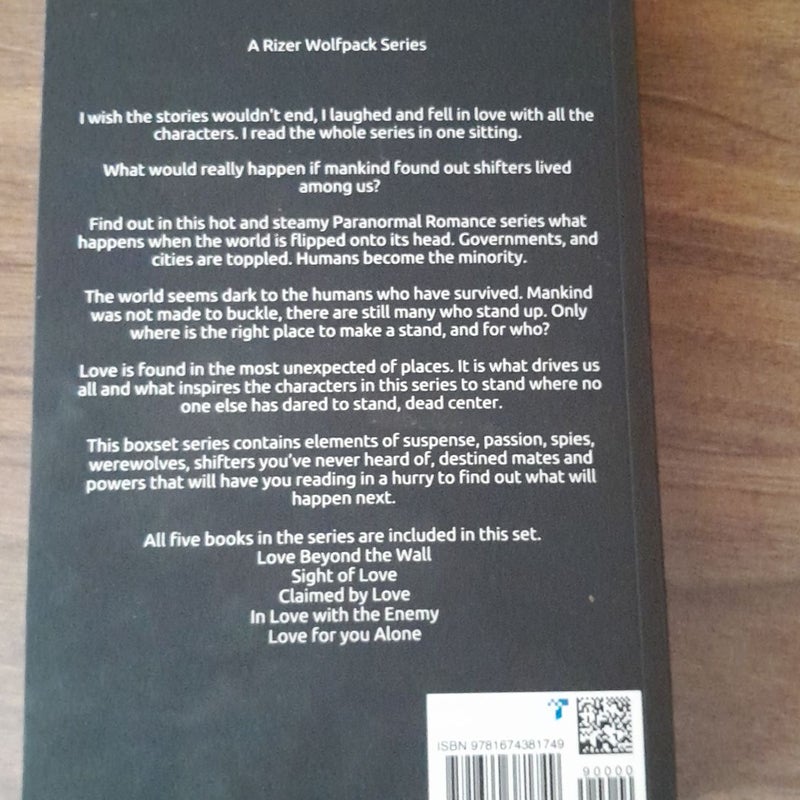 A Rizer Wolfpack Series
I wish the stories wouldn't end, I laughed and fell in love with all the
characters. I read the whole series in one sitting.
What would really happen if mankind found out shifters lived
among us?
Find out in this hot and steamy Paranormal Romance series what
happens when the world is flipped onto its head. Governments, and
cities are toppled. Humans become the minority.
The world seems dark to the humans who have survived. Mankind
was not made to buckle, there are still many who stand up. Only
where is the right place to make a stand, and for who?
Love is found in the most unexpected of places. It is what drives us
all and what inspires the characters in this series to stand where no
one else has dared to stand, dead center.
This boxset series contains elements of suspense, passion, spies,
werewolves, shifters you've never heard of, destined mates and
powers that will have you reading in a hurry to find out what will
happen next.
All five books in the series are included in this set.
Love Beyond the Wall
Sight of Love
Claimed by Love
In Love with the Enemy
Love for you Alone
ISBN 9781674381749
90000